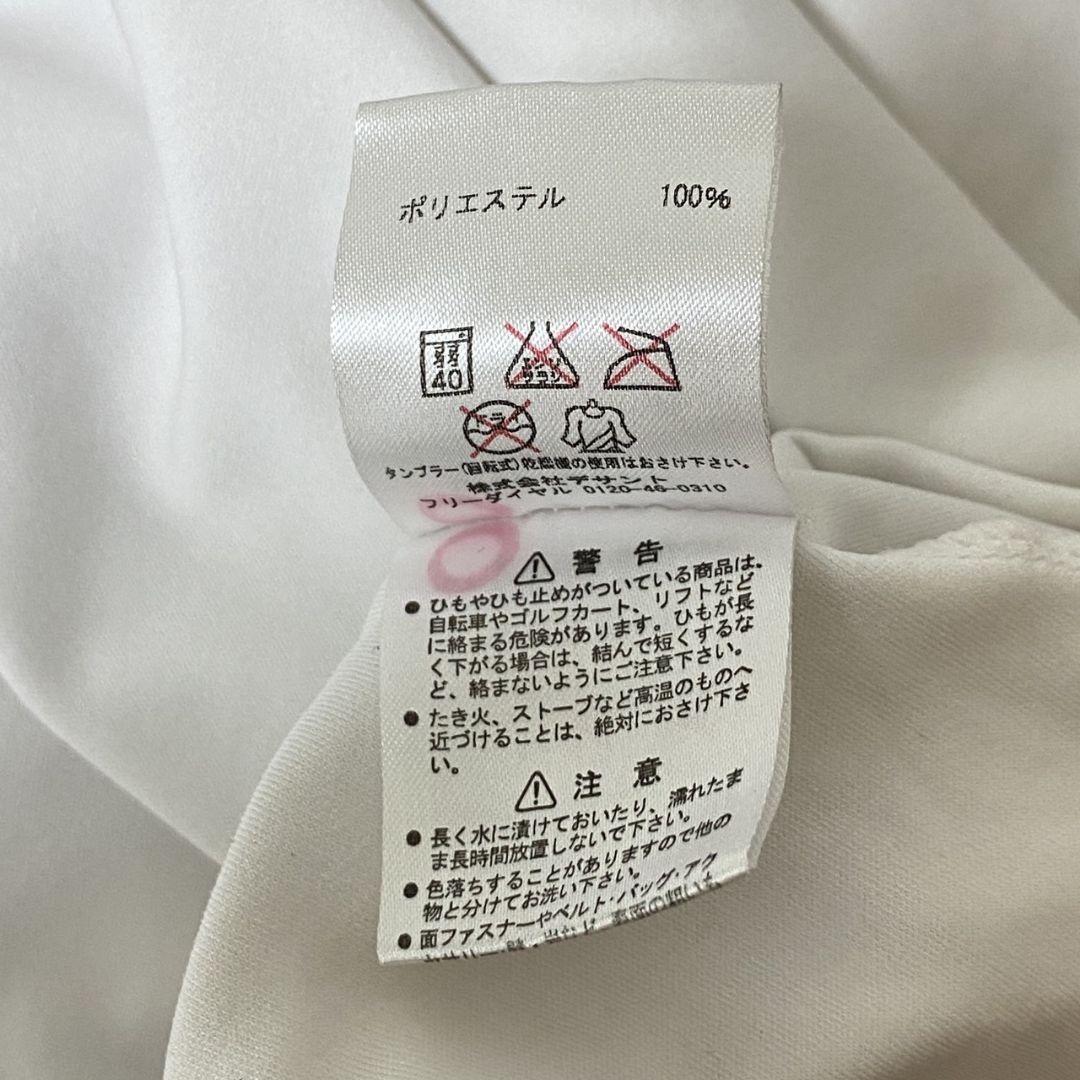 ポリエステル 100%
弱
40
エンソ
サラシ
ドライ
タンブラー(回転式)乾燥機の使用はおさけ下さい。
株式会社デサント
フリーダイヤル 0120-46-0310
警 告
● ひもやひも止めがついている商品は、
自転車やゴルフカート、リフトなど
に絡まる危険があります。ひもが長
く下がる場合は、結んで短くするな
ど、絡まないようにご注意下さい。
● たき火、ストーブなど高温のものへ
近づけることは、絶対におさけ下さ
い。
注 意
● 長く水に漬けておいたり、濡れたま
ま長時間放置しないで下さい。
● 色落ちすることがありますので他の
物と分けてお洗い下さい。
● 面ファスナーやベルト・バッグ・アク